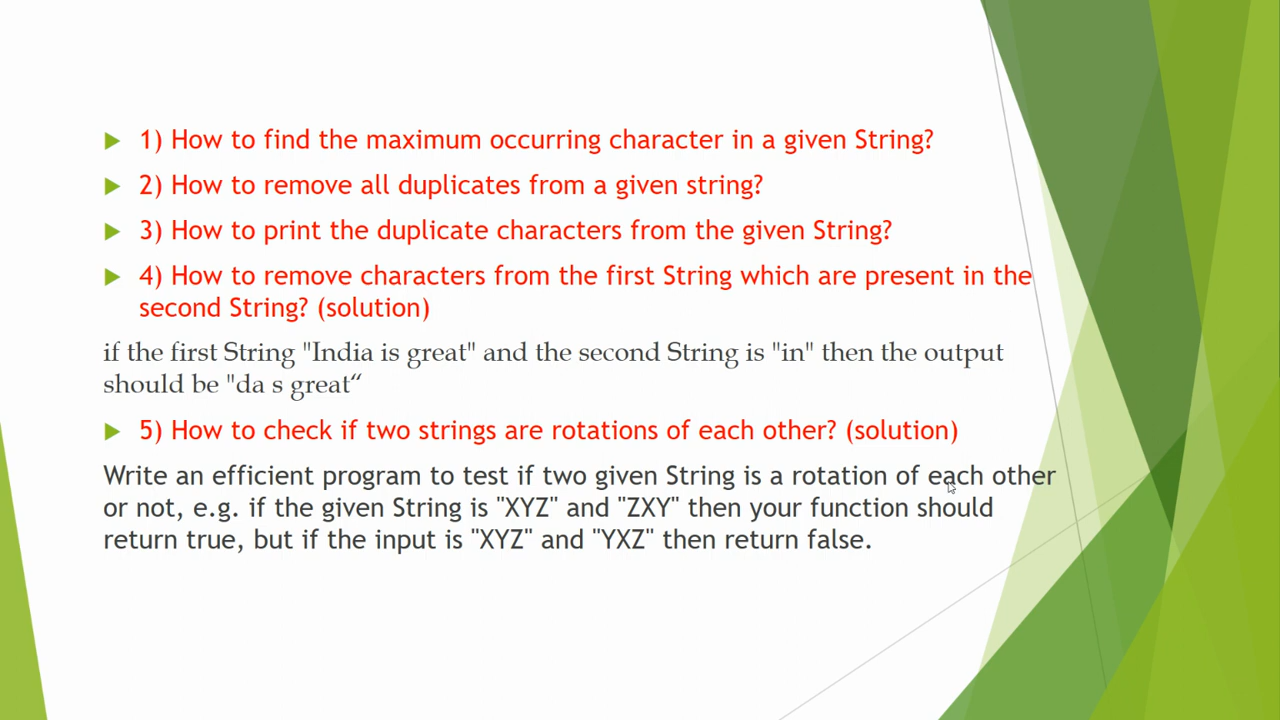 1) How to find the maximum occurring character in a given String?
2) How to remove all duplicates from a given string?
3) How to print the duplicate characters from the given String?
4) How to remove characters from the first String which are present in the
second String? (solution)
if the first String "India is great" and the second String is "in" then the output
should be "da s great“
5) How to check if two strings are rotations of each other? (solution)
Write an efficient program to test if two given String is a rotation of each other
or not, e.g. if the given String is "XYZ" and "ZXY" then your function should
return true, but if the input is "XYZ" and "YXZ" then return false.